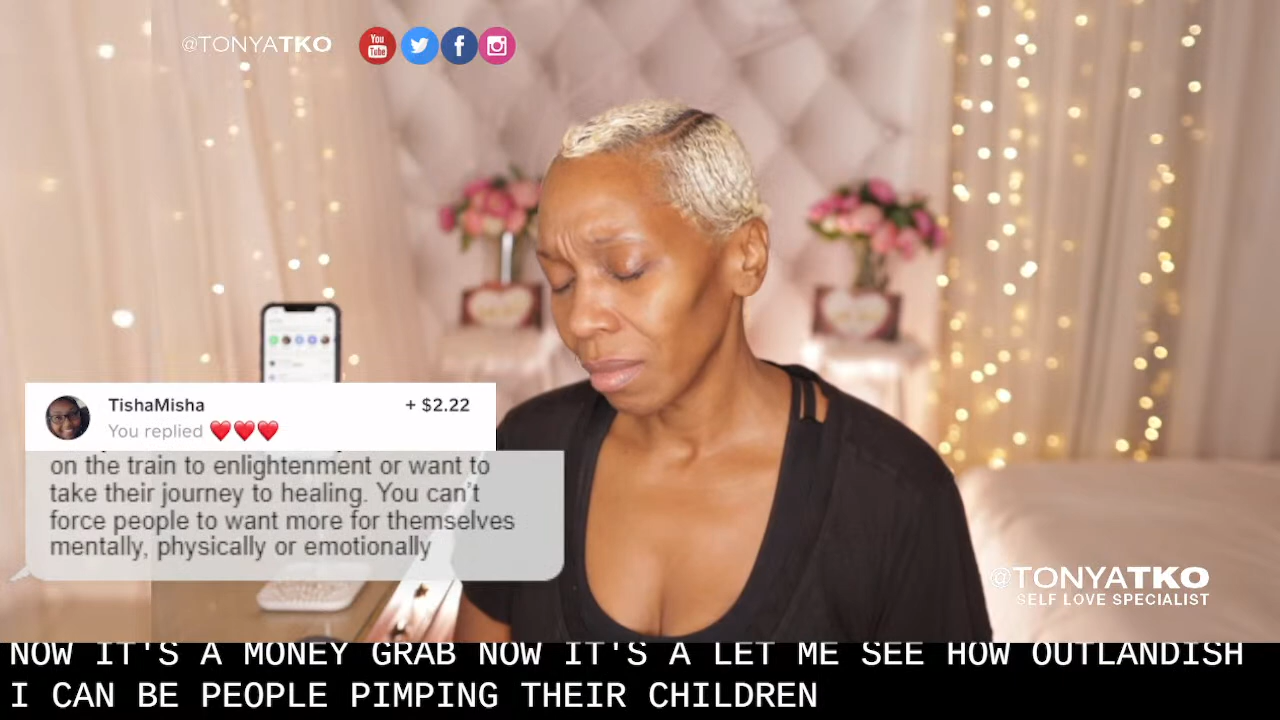 @TONYATKO
You Tube
TishaMisha + $2.22
You replied ❤️❤️❤️
on the train to enlightenment or want to
take their journey to healing. You can't
force people to want more for themselves
mentally, physically or emotionally
@TONYATKO
SELF LOVE SPECIALIST
NOW IT'S A MONEY GRAB NOW IT'S A LET ME SEE HOW OUTLANDISH
I CAN BE PEOPLE PIMPING THEIR CHILDREN